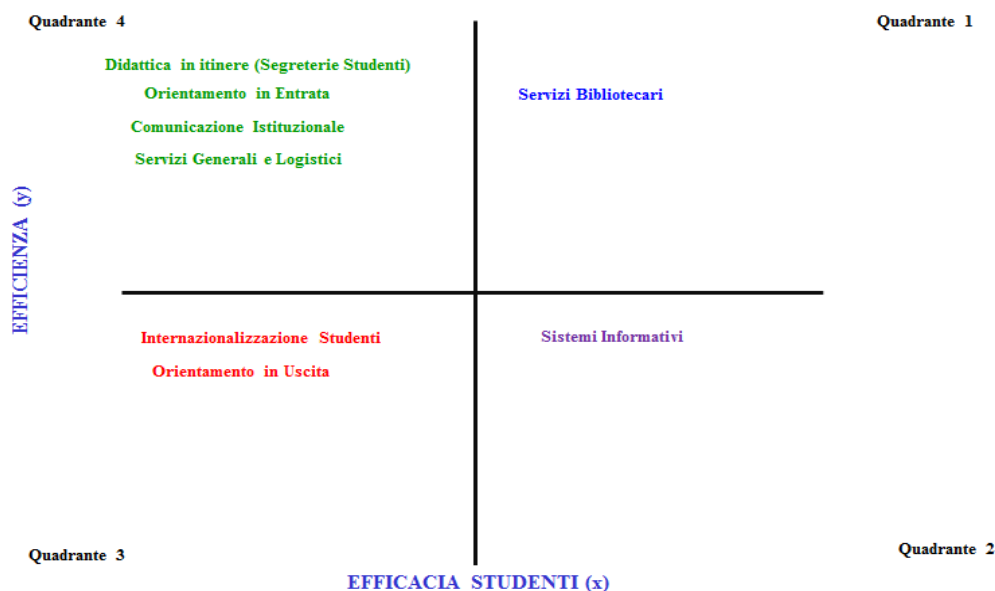 Quadrante 4
Quadrante 1
Didattica in itinere (Segreterie Studenti)
Orientamento in Entrata
Servizi Bibliotecari
Comunicazione Istituzionale
Servizi Generali e Logistici
EFFICIENZA (y)
Internazionalizzazione Studenti
Sistemi Informativi
Orientamento in Uscita
Quadrante 3
Quadrante 2
EFFICACIA STUDENTI (x)